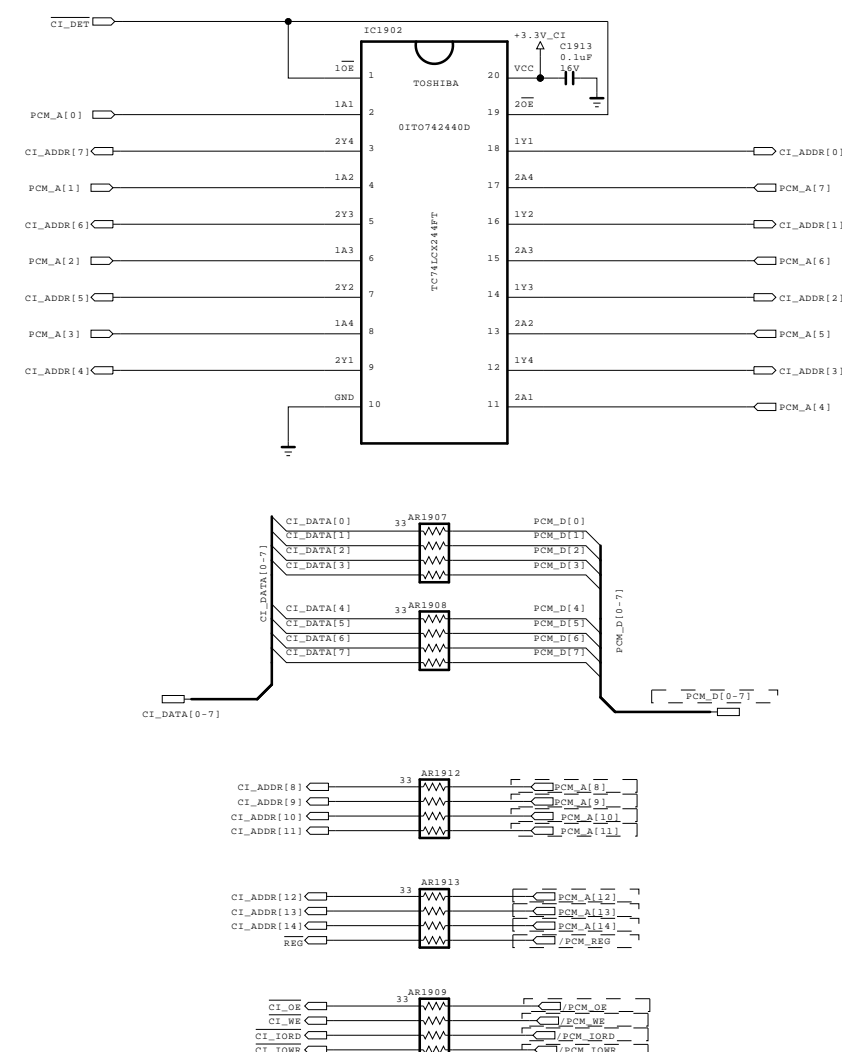 CI_DET
IC1902
+3.3V_CI
C1913
0.1uF
16V
1OE 1 TOSHIBA 20 VCC
PCM_A[0] 1A1 2 19 2OE
0ITO742440D
CI_ADDR[7] 2Y4 3 18 1Y1 CI_ADDR[0]
PCM_A[1] 1A2 4 17 2A4 PCM_A[7]
CI_ADDR[6] 2Y3 5 16 1Y2 CI_ADDR[1]
TC74LCX244FT
PCM_A[2] 1A3 6 15 2A3 PCM_A[6]
CI_ADDR[5] 2Y2 7 14 1Y3 CI_ADDR[2]
PCM_A[3] 1A4 8 13 2A2 PCM_A[5]
CI_ADDR[4] 2Y1 9 12 1Y4 CI_ADDR[3]
GND 10 11 2A1 PCM_A[4]
33 AR1907
CI_DATA[0] PCM_D[0]
CI_DATA[1] PCM_D[1]
CI_DATA[2] PCM_D[2]
CI_DATA[3] PCM_D[3]
CI_DATA[0-7]
PCM_D[0-7]
33 AR1908
CI_DATA[4] PCM_D[4]
CI_DATA[5] PCM_D[5]
CI_DATA[6] PCM_D[6]
CI_DATA[7] PCM_D[7]
PCM_D[0-7]
CI_DATA[0-7]
33 AR1912
CI_ADDR[8] PCM_A[8]
CI_ADDR[9] PCM_A[9]
CI_ADDR[10] PCM_A[10]
CI_ADDR[11] PCM_A[11]
33 AR1913
CI_ADDR[12] PCM_A[12]
CI_ADDR[13] PCM_A[13]
CI_ADDR[14] PCM_A[14]
REG /PCM_REG
33 AR1909
CI_OE /PCM_OE
CI_WE /PCM_WE
CI_IORD /PCM_IORD
CI_IOWR /PCM_IOWR